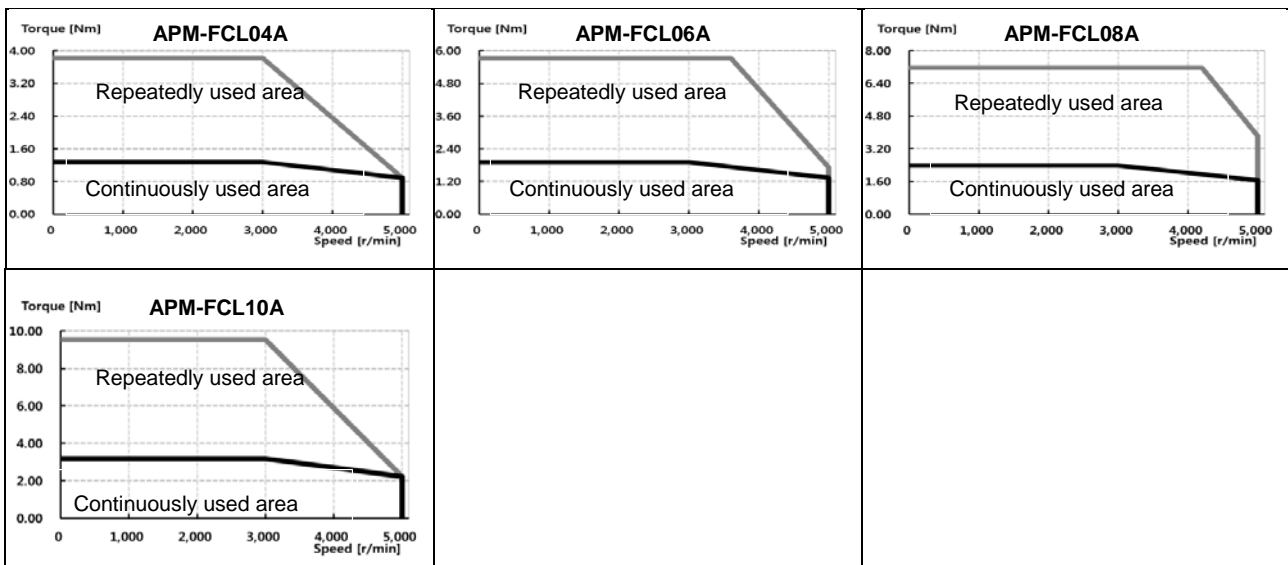 Torque [Nm] APM-FCL04A
4.00
3.20
Repeatedly used area
2.40
1.60
0.80
Continuously used area
0.00
0 1,000 2,000 3,000 4,000 5,000
Speed [r/min]
Torque [Nm] APM-FCL06A
6.00
4.80
Repeatedly used area
3.60
2.40
1.20
Continuously used area
0.00
0 1,000 2,000 3,000 4,000 5,000
Speed [r/min]
Torque [Nm] APM-FCL08A
8.00
6.40
Repeatedly used area
4.80
3.20
1.60
Continuously used area
0.00
0 1,000 2,000 3,000 4,000 5,000
Speed [r/min]
Torque [Nm] APM-FCL10A
10.00
8.00
Repeatedly used area
6.00
4.00
2.00
Continuously used area
0.00
0 1,000 2,000 3,000 4,000 5,000
Speed [r/min]